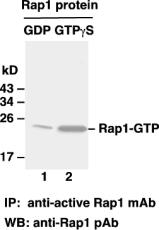 Rap1 protein
GDP GTPγS
kD
43
34
26
Rap1-GTP
17
1 2
IP: anti-active Rap1 mAb
WB: anti-Rap1 pAb